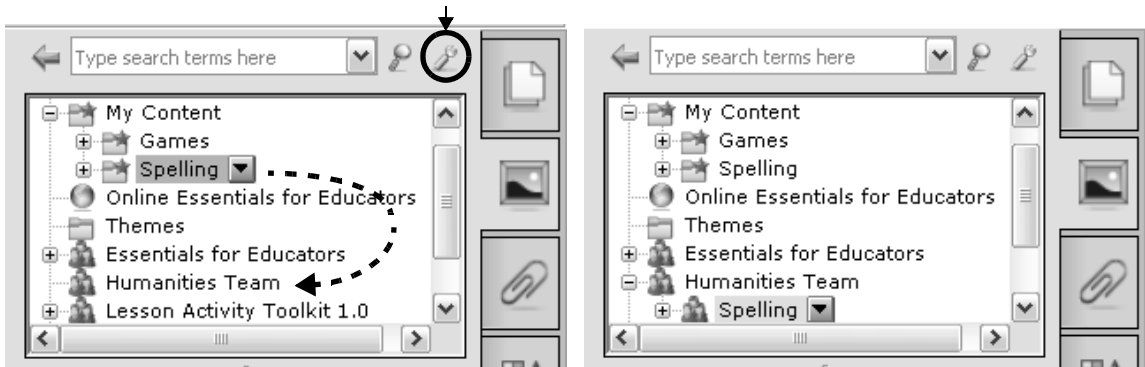 Type search terms here
My Content
Games
Spelling
Online Essentials for Educators
Themes
Essentials for Educators
Humanities Team
Lesson Activity Toolkit 1.0
Type search terms here
My Content
Games
Spelling
Online Essentials for Educators
Themes
Essentials for Educators
Humanities Team
Spelling